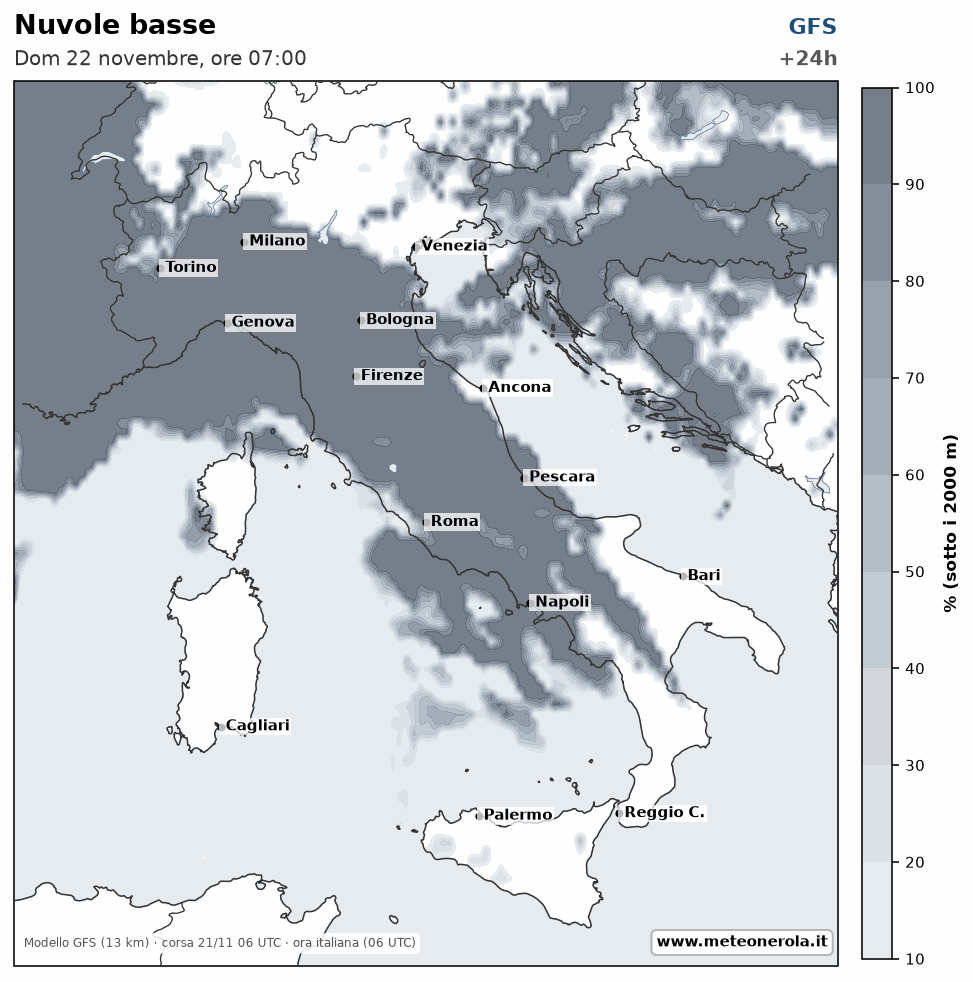 Nuvole basse
GFS
Dom 22 novembre, ore 07:00
+24h
100
90
80
70
60
50
40
30
20
10
% (sotto i 2000 m)
Milano
Venezia
Torino
Genova
Bologna
Firenze
Ancona
Pescara
Roma
Bari
Napoli
Cagliari
Palermo
Reggio C.
Modello GFS (13 km) · corsa 21/11 06 UTC · ora italiana (06 UTC)
www.meteonerola.it